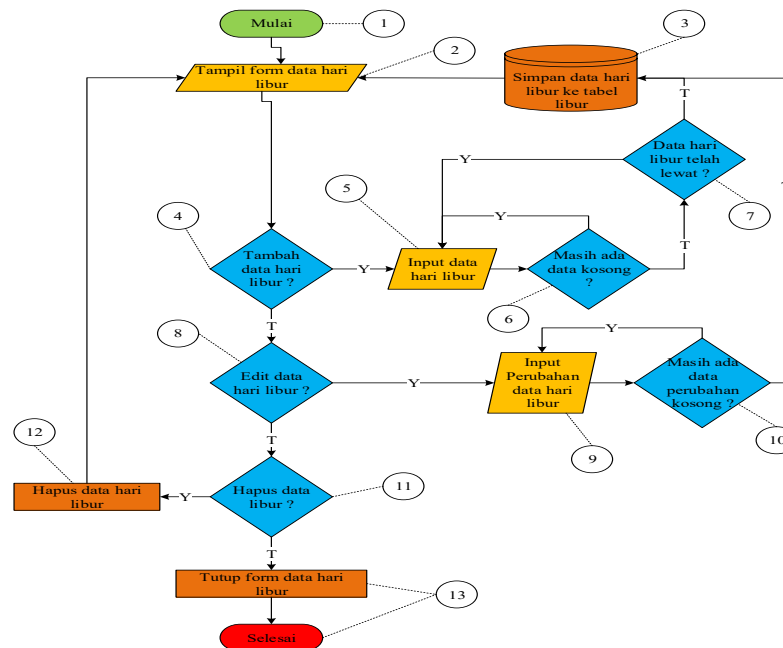 Mulai
1
2
3
Tampil form data hari
libur
Simpan data hari
libur ke tabel
libur
T
Data hari
libur telah
lewat ?
Y
7
5
4
Y
Tambah
data hari
libur ?
Y
Input data
hari libur
Masih ada
data kosong
?
T
6
T
8
Y
Edit data
hari libur ?
Y
Input
Perubahan
data hari
libur
Masih ada
data
perubahan
kosong ?
10
9
T
12
Hapus data hari
libur
Y
Hapus data
libur ?
11
T
Tutup form data hari
libur
13
Selesai